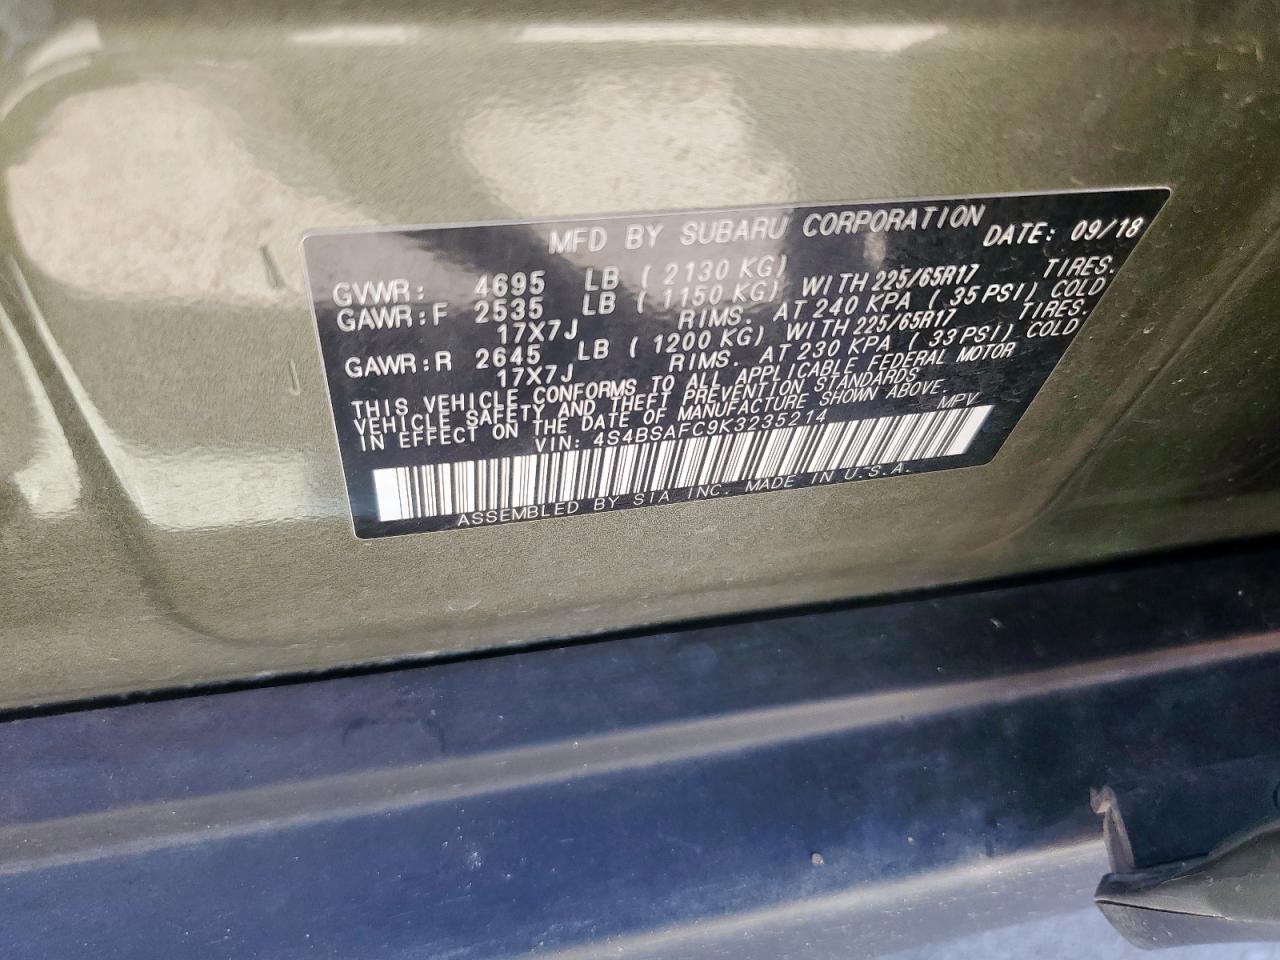 MFD BY SUBARU CORPORATION DATE: 09/18
GVWR: 4695 LB ( 2130 KG)
GAWR:F 2535 LB ( 1150 KG) WITH 225/65R17 TIRES.
17X7J RIMS. AT 240 KPA ( 35 PSI) COLD
GAWR:R 2645 LB ( 1200 KG) WITH 225/65R17 TIRES.
17X7J RIMS. AT 230 KPA ( 33 PSI) COLD
THIS VEHICLE CONFORMS TO ALL APPLICABLE FEDERAL MOTOR
VEHICLE SAFETY AND THEFT PREVENTION STANDARDS
IN EFFECT ON THE DATE OF MANUFACTURE SHOWN ABOVE.
VIN: 4S4BSAFC9K3235214 MPV
ASSEMBLED BY SIA INC. MADE IN U.S.A.